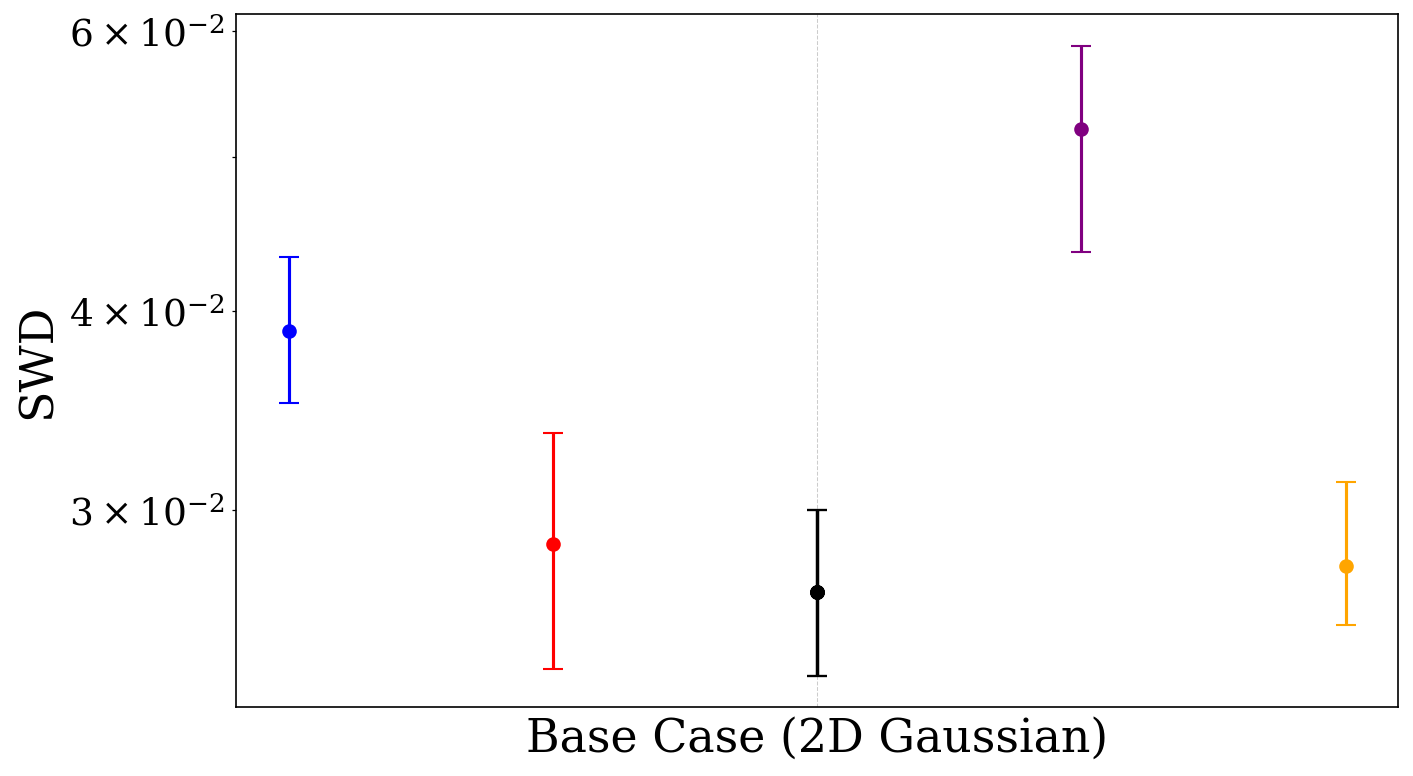 6 × 10⁻²
4 × 10⁻²
3 × 10⁻²
SWD
Base Case (2D Gaussian)